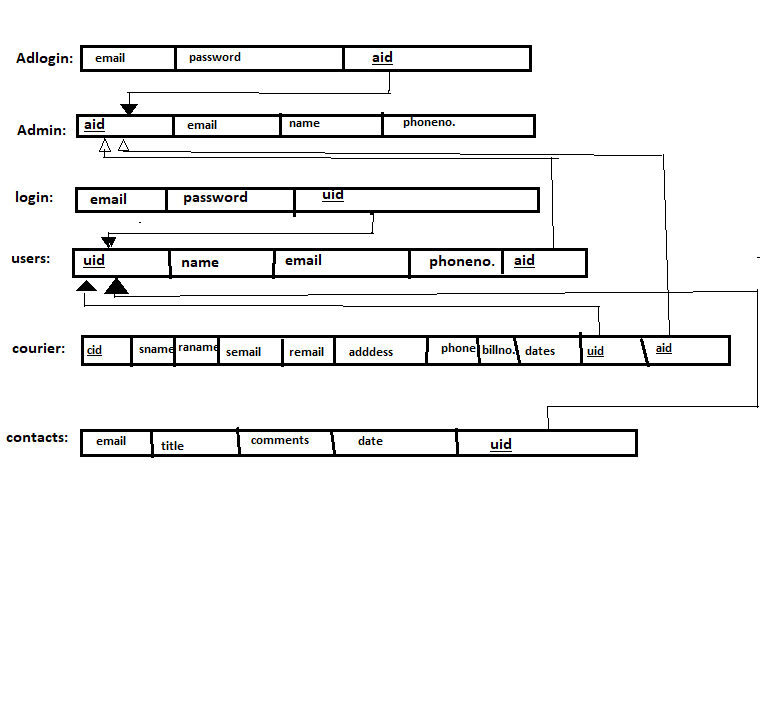 Adlogin: email password aid
Admin: aid email name phoneno.
login: email password uid
users: uid name email phoneno. aid
courier: cid sname raname semail remail adddess phone billno. dates uid aid
contacts: email title comments date uid